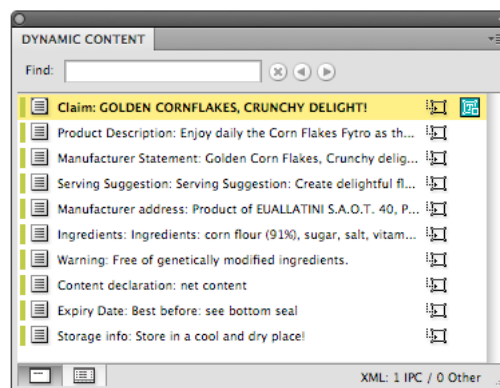 DYNAMIC CONTENT
Find:
Claim: GOLDEN CORNFLAKES, CRUNCHY DELIGHT!
Product Description: Enjoy daily the Corn Flakes Fytro as th...
Manufacturer Statement: Golden Corn Flakes, Crunchy delig...
Serving Suggestion: Serving Suggestion: Create delightful fl...
Manufacturer address: Product of EUALLATINI S.A.O.T. 40, P...
Ingredients: Ingredients: corn flour (91%), sugar, salt, vitam...
Warning: Free of genetically modified ingredients.
Content declaration: net content
Expiry Date: Best before: see bottom seal
Storage info: Store in a cool and dry place!
XML: 1 IPC / 0 Other